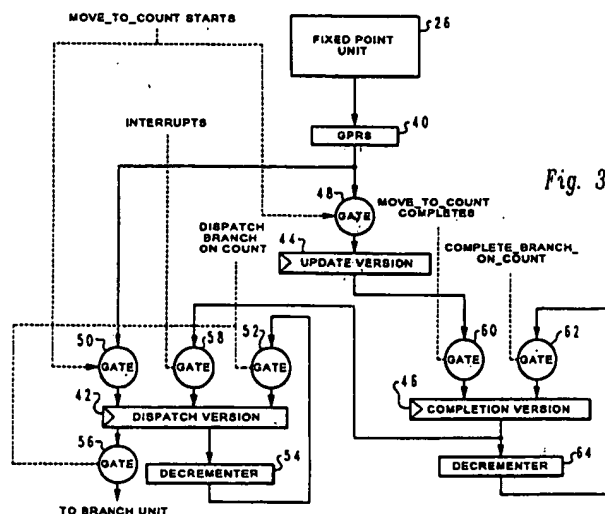 MOVE_TO_COUNT STARTS
FIXED POINT
UNIT
26
INTERRUPTS
GPRS
40
Fig. 3
48
GATE
MOVE_TO_COUNT
COMPLETES
DISPATCH
BRANCH
ON COUNT
44
UPDATE VERSION
COMPLETE_BRANCH_
ON_COUNT
50
GATE
58
GATE
52
GATE
60
GATE
62
GATE
42
DISPATCH VERSION
46
COMPLETION VERSION
56
GATE
DECREMENTER
54
DECREMENTER
64
TO BRANCH UNIT